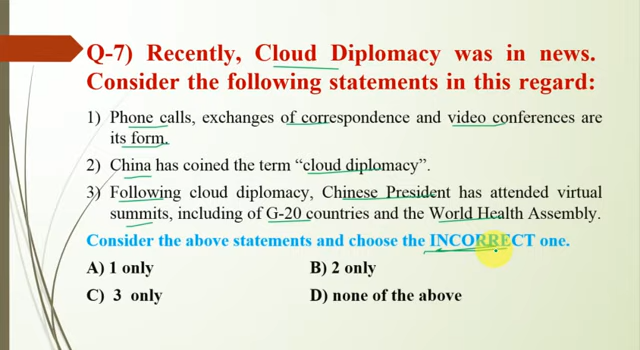 Q-7) Recently, Cloud Diplomacy was in news.
Consider the following statements in this regard:
1) Phone calls, exchanges of correspondence and video conferences are
its form.
2) China has coined the term “cloud diplomacy”.
3) Following cloud diplomacy, Chinese President has attended virtual
summits, including of G-20 countries and the World Health Assembly.
Consider the above statements and choose the INCORRECT one.
A) 1 only B) 2 only
C) 3 only D) none of the above